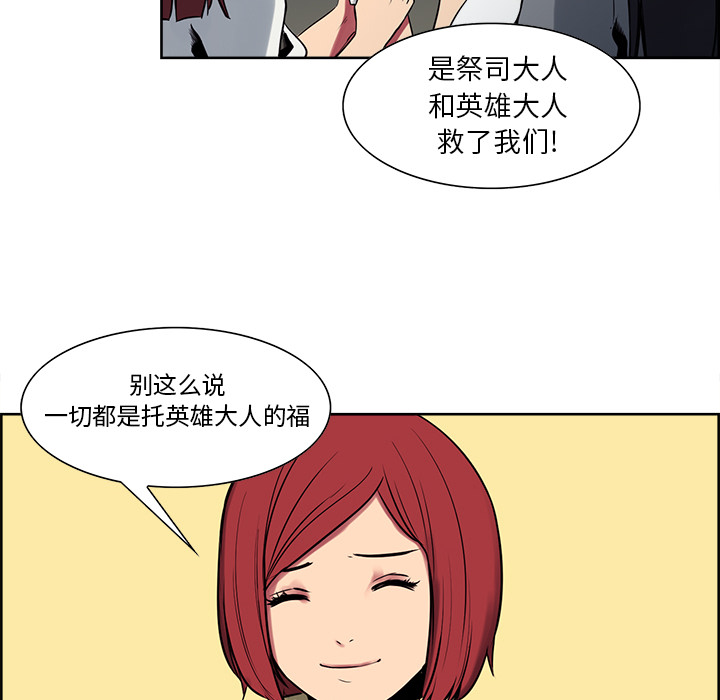 是祭司大人
和英雄大人
救了我们!
别这么说
一切都是托英雄大人的福